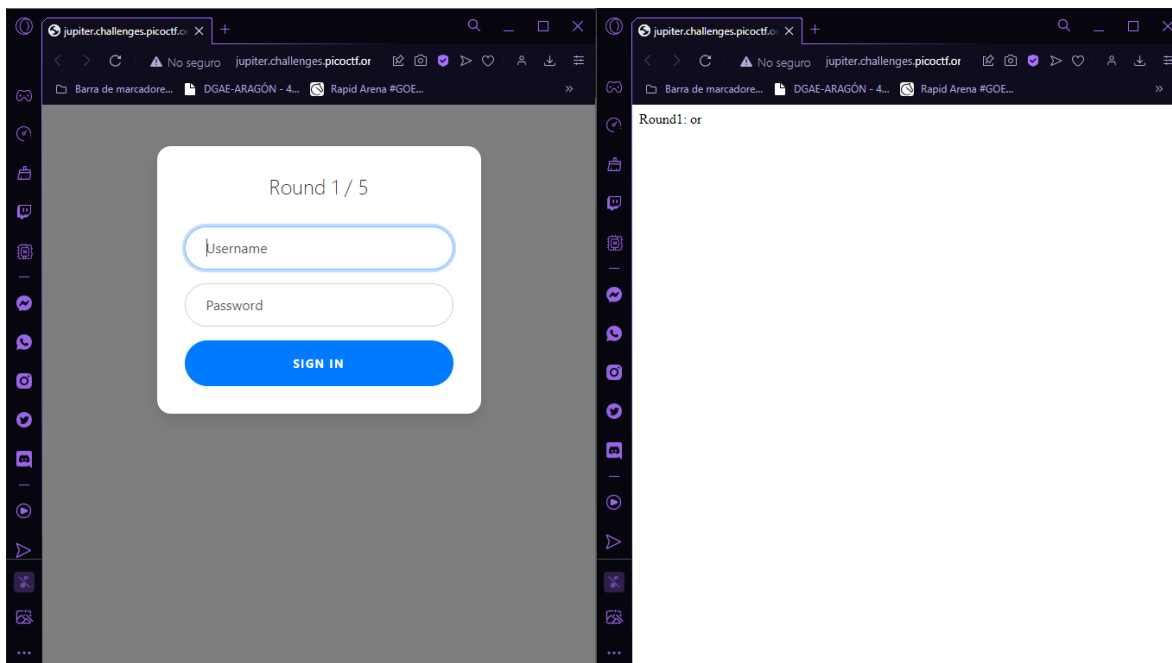 jupiter.challenges.picoctf.o
No seguro jupiter.challenges.picoctf.or
Barra de marcadore... DGAE-ARAGÓN - 4... Rapid Arena #GOE... »
Round 1 / 5
Username
Password
SIGN IN
jupiter.challenges.picoctf.o
No seguro jupiter.challenges.picoctf.or
Barra de marcadore... DGAE-ARAGÓN - 4... Rapid Arena #GOE... »
Round1: or